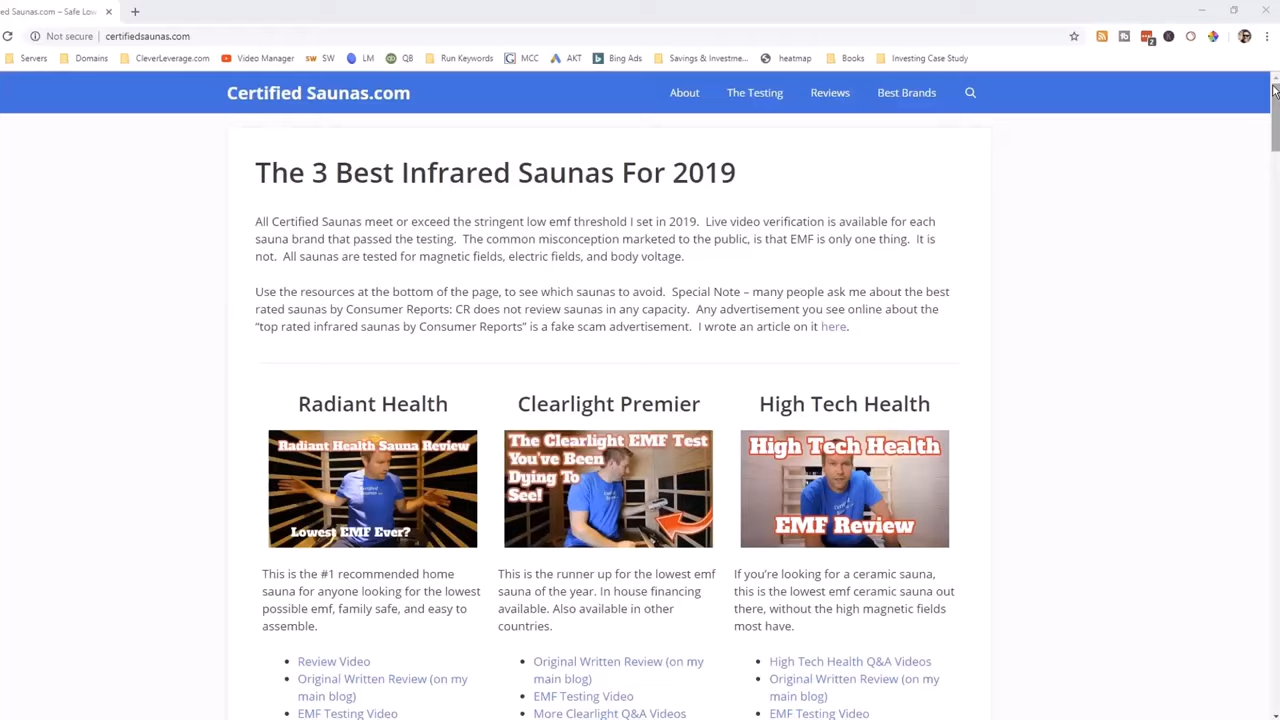 ed Saunas.com – Safe Low
Not secure certifiedsaunas.com
Servers Domains CleverLeverage.com Video Manager SW SW LM QB Run Keywords MCC AKT Bing Ads Savings & Investme... heatmap Books Investing Case Study
Certified Saunas.com About The Testing Reviews Best Brands
The 3 Best Infrared Saunas For 2019
All Certified Saunas meet or exceed the stringent low emf threshold I set in 2019. Live video verification is available for each
sauna brand that passed the testing. The common misconception marketed to the public, is that EMF is only one thing. It is
not. All saunas are tested for magnetic fields, electric fields, and body voltage.
Use the resources at the bottom of the page, to see which saunas to avoid. Special Note – many people ask me about the best
rated saunas by Consumer Reports: CR does not review saunas in any capacity. Any advertisement you see online about the
“top rated infrared saunas by Consumer Reports” is a fake scam advertisement. I wrote an article on it here.
Radiant Health
Radiant Health Sauna Review
Lowest EMF Ever?
This is the #1 recommended home
sauna for anyone looking for the lowest
possible emf, family safe, and easy to
assemble.
Review Video
Original Written Review (on my
main blog)
EMF Testing Video
Clearlight Premier
The Clearlight EMF Test
You've Been
Dying To
See!
This is the runner up for the lowest emf
sauna of the year. In house financing
available. Also available in other
countries.
Original Written Review (on my
main blog)
EMF Testing Video
More Clearlight Q&A Videos
High Tech Health
High Tech Health
EMF Review
If you’re looking for a ceramic sauna,
this is the lowest emf ceramic sauna out
there, without the high magnetic fields
most have.
High Tech Health Q&A Videos
Original Written Review (on my
main blog)
EMF Testing Video